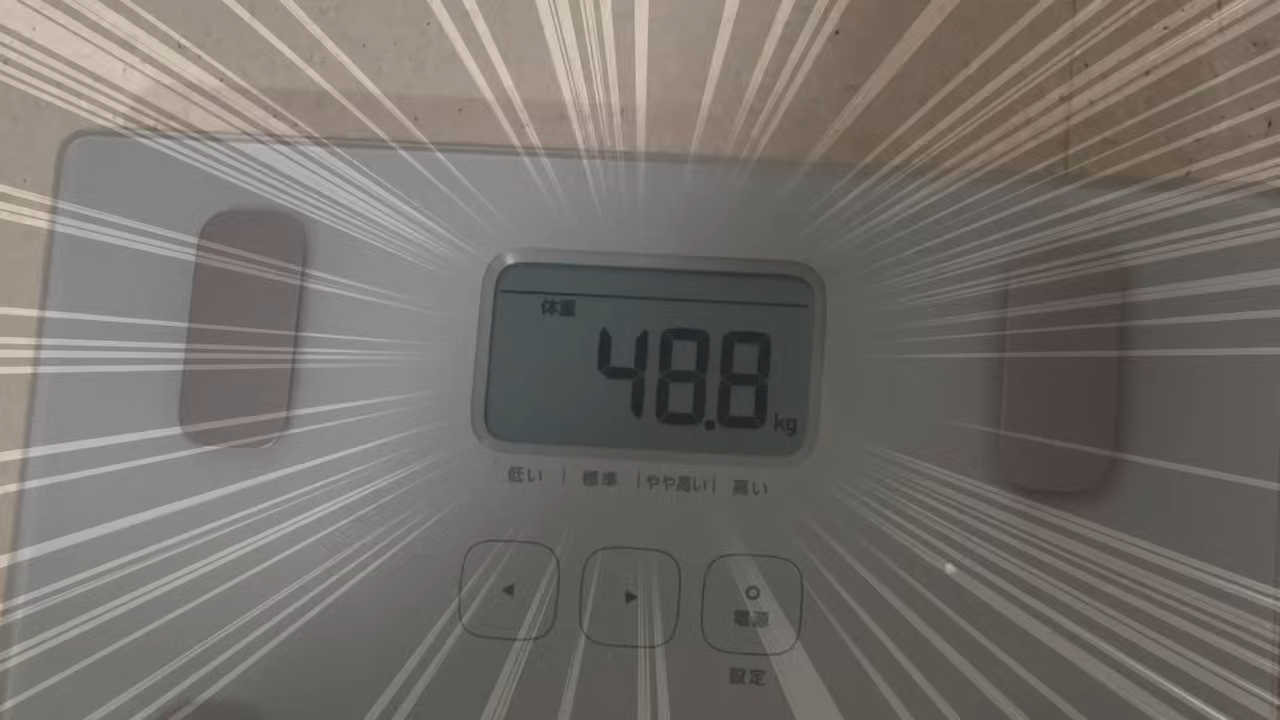 体重
48.8 kg
低い | 標準 | やや高い | 高い
電源
設定